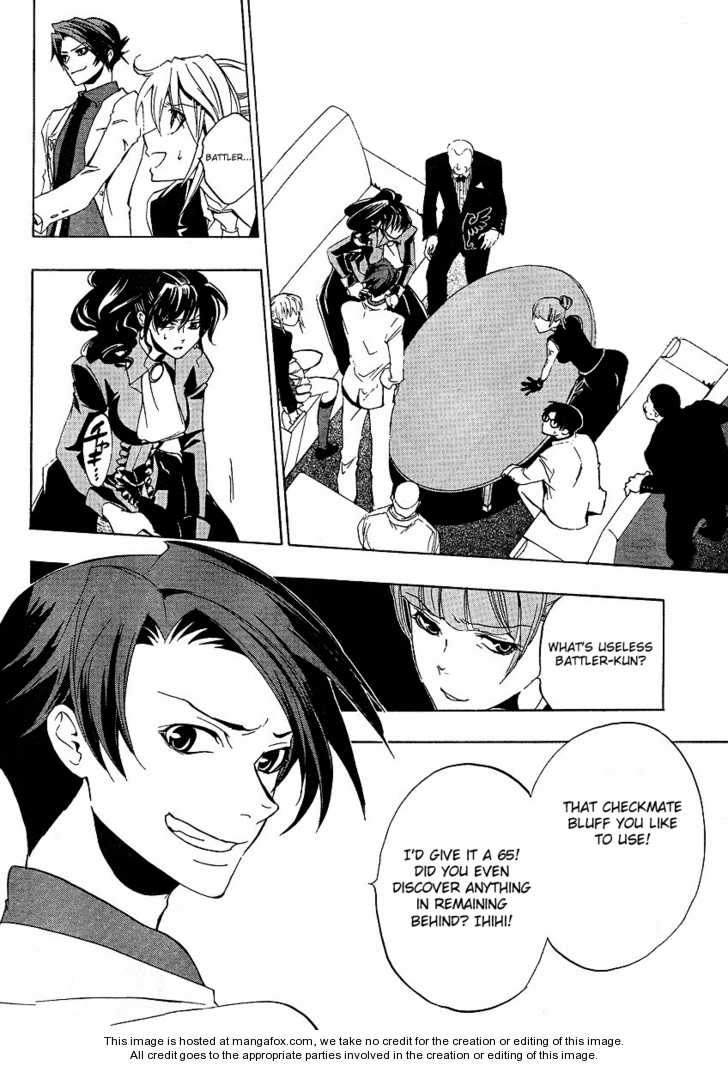 BATTLER...
チャキ...
WHAT'S USELESS
BATTLER-KUN?
THAT CHECKMATE
BLUFF YOU LIKE
TO USE!
I'D GIVE IT A 65!
DID YOU EVEN
DISCOVER ANYTHING
IN REMAINING
BEHIND? IHIHI!
This image is hosted at mangafox.com, we take no credit for the creation or editing of this image.
All credit goes to the appropriate parties involved in the creation or editing of this image.